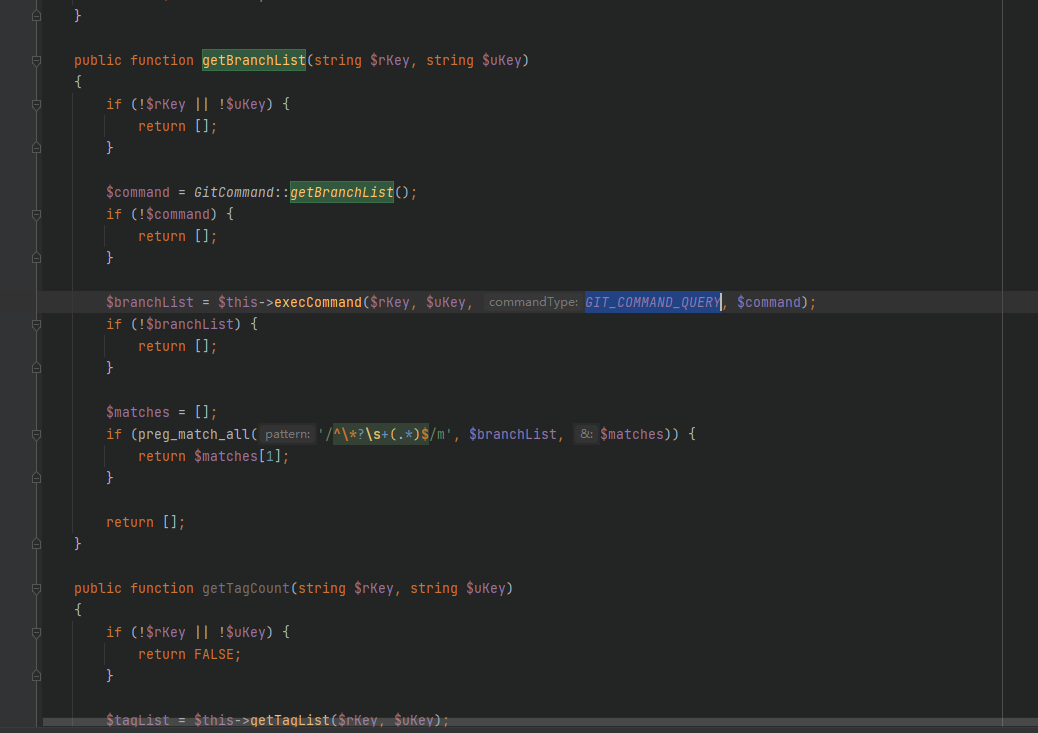 }
public function getBranchList(string $rKey, string $uKey)
{
if (!$rKey || !$uKey) {
return [];
}
$command = GitCommand::getBranchList();
if (!$command) {
return [];
}
$branchList = $this->execCommand($rKey, $uKey, commandType: GIT_COMMAND_QUERY, $command);
if (!$branchList) {
return [];
}
$matches = [];
if (preg_match_all( pattern: '/^\*?\s+(.*)$/m', $branchList, &: $matches)) {
return $matches[1];
}
return [];
}
public function getTagCount(string $rKey, string $uKey)
{
if (!$rKey || !$uKey) {
return FALSE;
}
$tagList = $this->getTagList($rKey, $uKey);